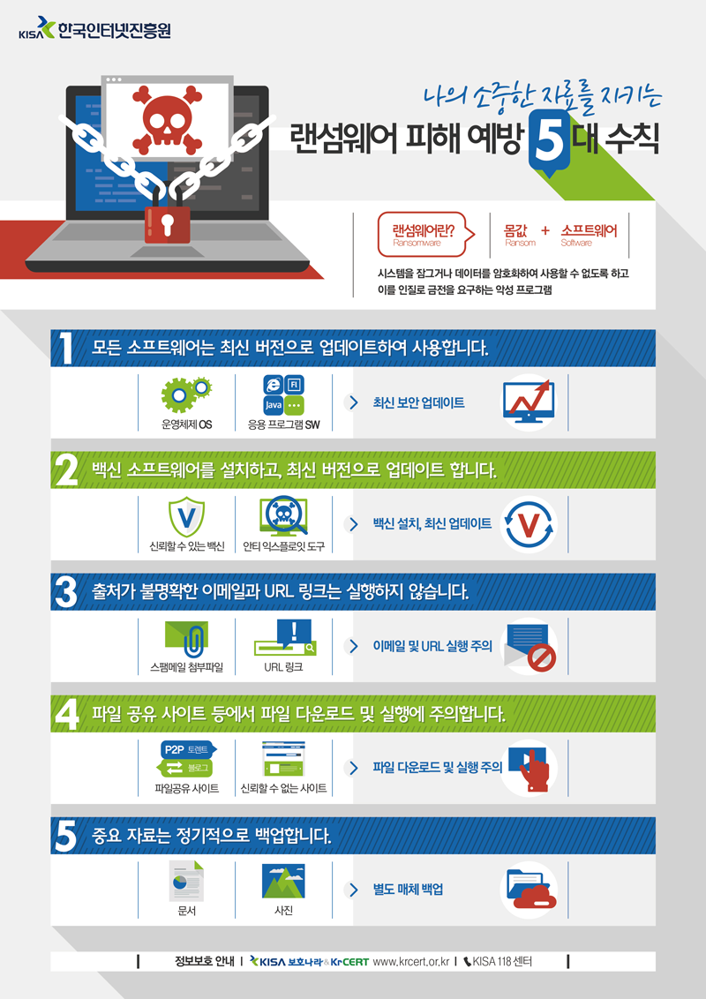 KISA 한국인터넷진흥원
나의 소중한 자료를 지키는
랜섬웨어 피해 예방 5대 수칙
랜섬웨어란?
Ransomware
몸값 + 소프트웨어
Ransom Software
시스템을 잠그거나 데이터를 암호화하여 사용할 수 없도록 하고
이를 인질로 금전을 요구하는 악성 프로그램
1 모든 소프트웨어는 최신 버전으로 업데이트하여 사용합니다.
Fl
Java
운영체제 OS
응용 프로그램 SW
최신 보안 업데이트
2 백신 소프트웨어를 설치하고, 최신 버전으로 업데이트 합니다.
V
신뢰할 수 있는 백신
안티 익스플로잇 도구
백신 설치, 최신 업데이트
V
3 출처가 불명확한 이메일과 URL 링크는 실행하지 않습니다.
!
스팸메일 첨부파일
URL 링크
이메일 및 URL 실행 주의
4 파일 공유 사이트 등에서 파일 다운로드 및 실행에 주의합니다.
P2P 토렌트
블로그
파일공유 사이트
신뢰할 수 없는 사이트
파일 다운로드 및 실행 주의
5 중요 자료는 정기적으로 백업합니다.
문서
사진
별도 매체 백업
정보보호 안내 | KISA 보호나라&KrCERT www.krcert.or.kr | KISA 118 센터